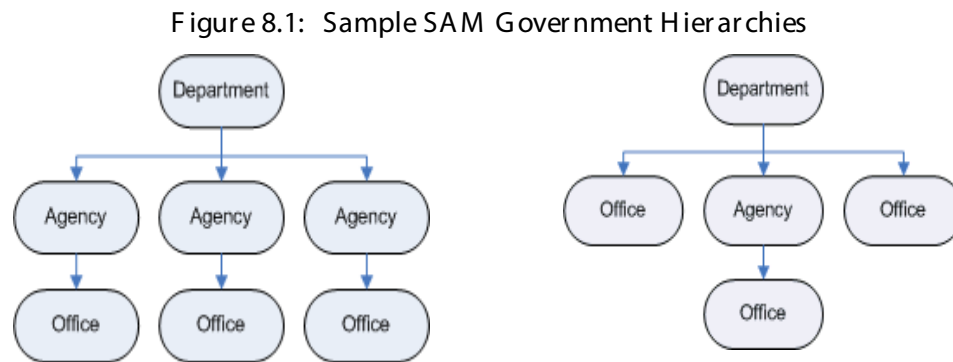 Figure 8.1: Sample SAM Government Hierarchies
Department
Agency Agency Agency
Office Office Office
Department
Office Agency Office
Office